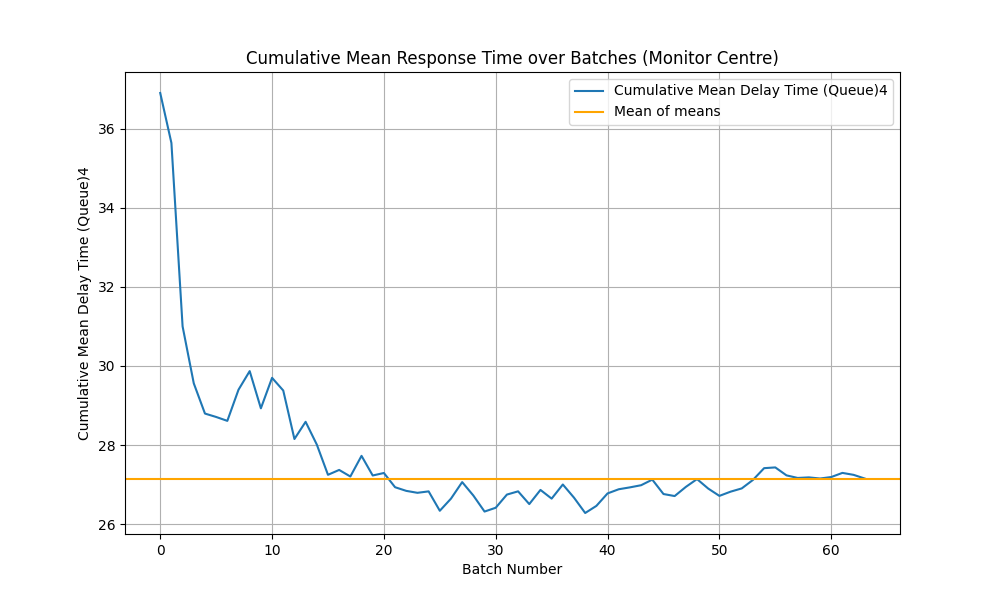 Cumulative Mean Response Time over Batches (Monitor Centre)
Cumulative Mean Delay Time (Queue)4
Mean of means
Cumulative Mean Delay Time (Queue)4
36
34
32
30
28
26
0 10 20 30 40 50 60
Batch Number